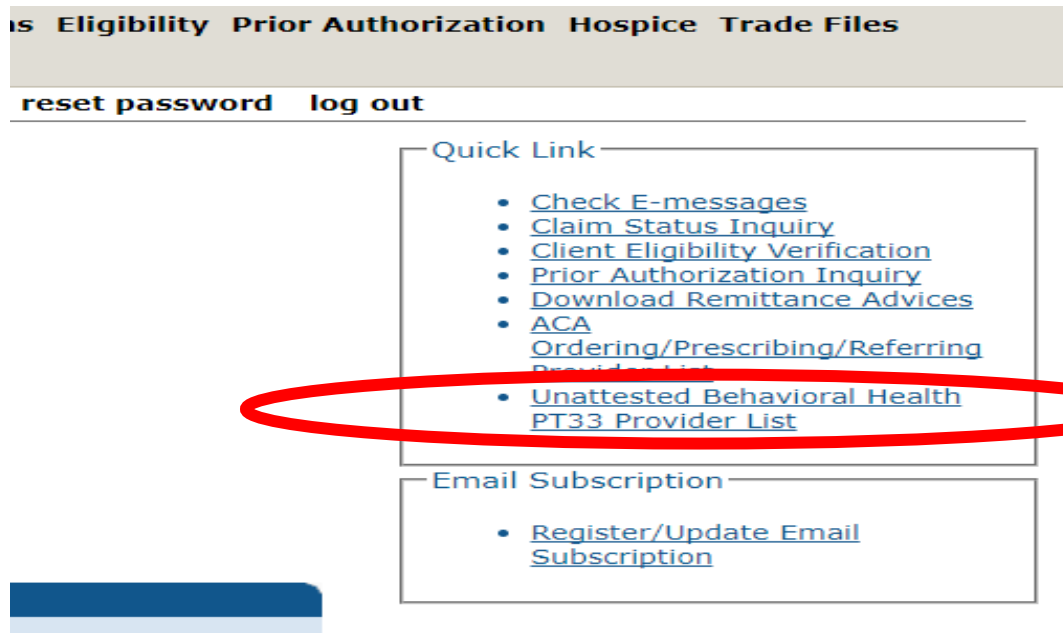 s Eligibility Prior Authorization Hospice Trade Files
reset password log out
Quick Link
• Check E-messages
• Claim Status Inquiry
• Client Eligibility Verification
• Prior Authorization Inquiry
• Download Remittance Advices
• ACA
Ordering/Prescribing/Referring
Provider List
• Unattested Behavioral Health
PT33 Provider List
Email Subscription
• Register/Update Email
Subscription